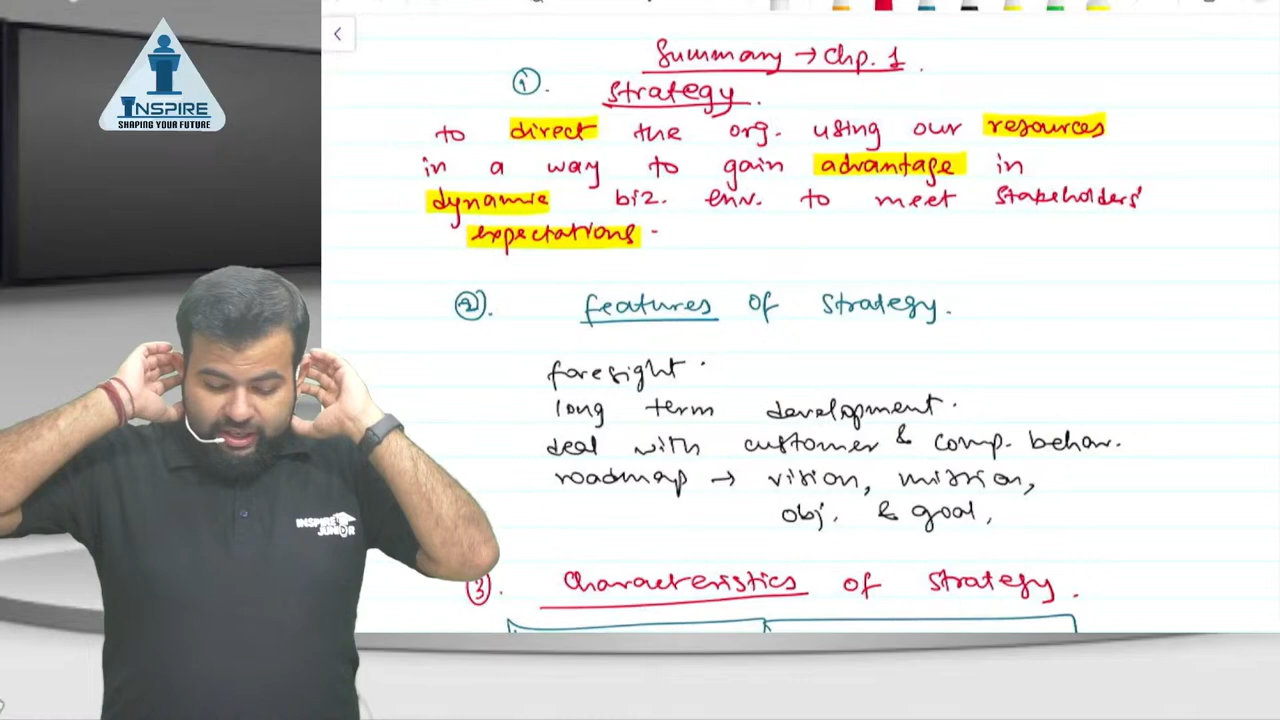 INSPIRE
SHAPING YOUR FUTURE
Summary → Chp. 1.
①.
Strategy.
to direct the org. using our resources
in a way to gain advantage in
dynamic biz. env. to meet stakeholders'
expectations.
②. features of strategy.
foresight.
long term development.
deal with customer & comp. behav.
roadmap → vision, mission,
obj. & goal,
③. Characteristics of strategy.
INSPIRE
JUNIOR